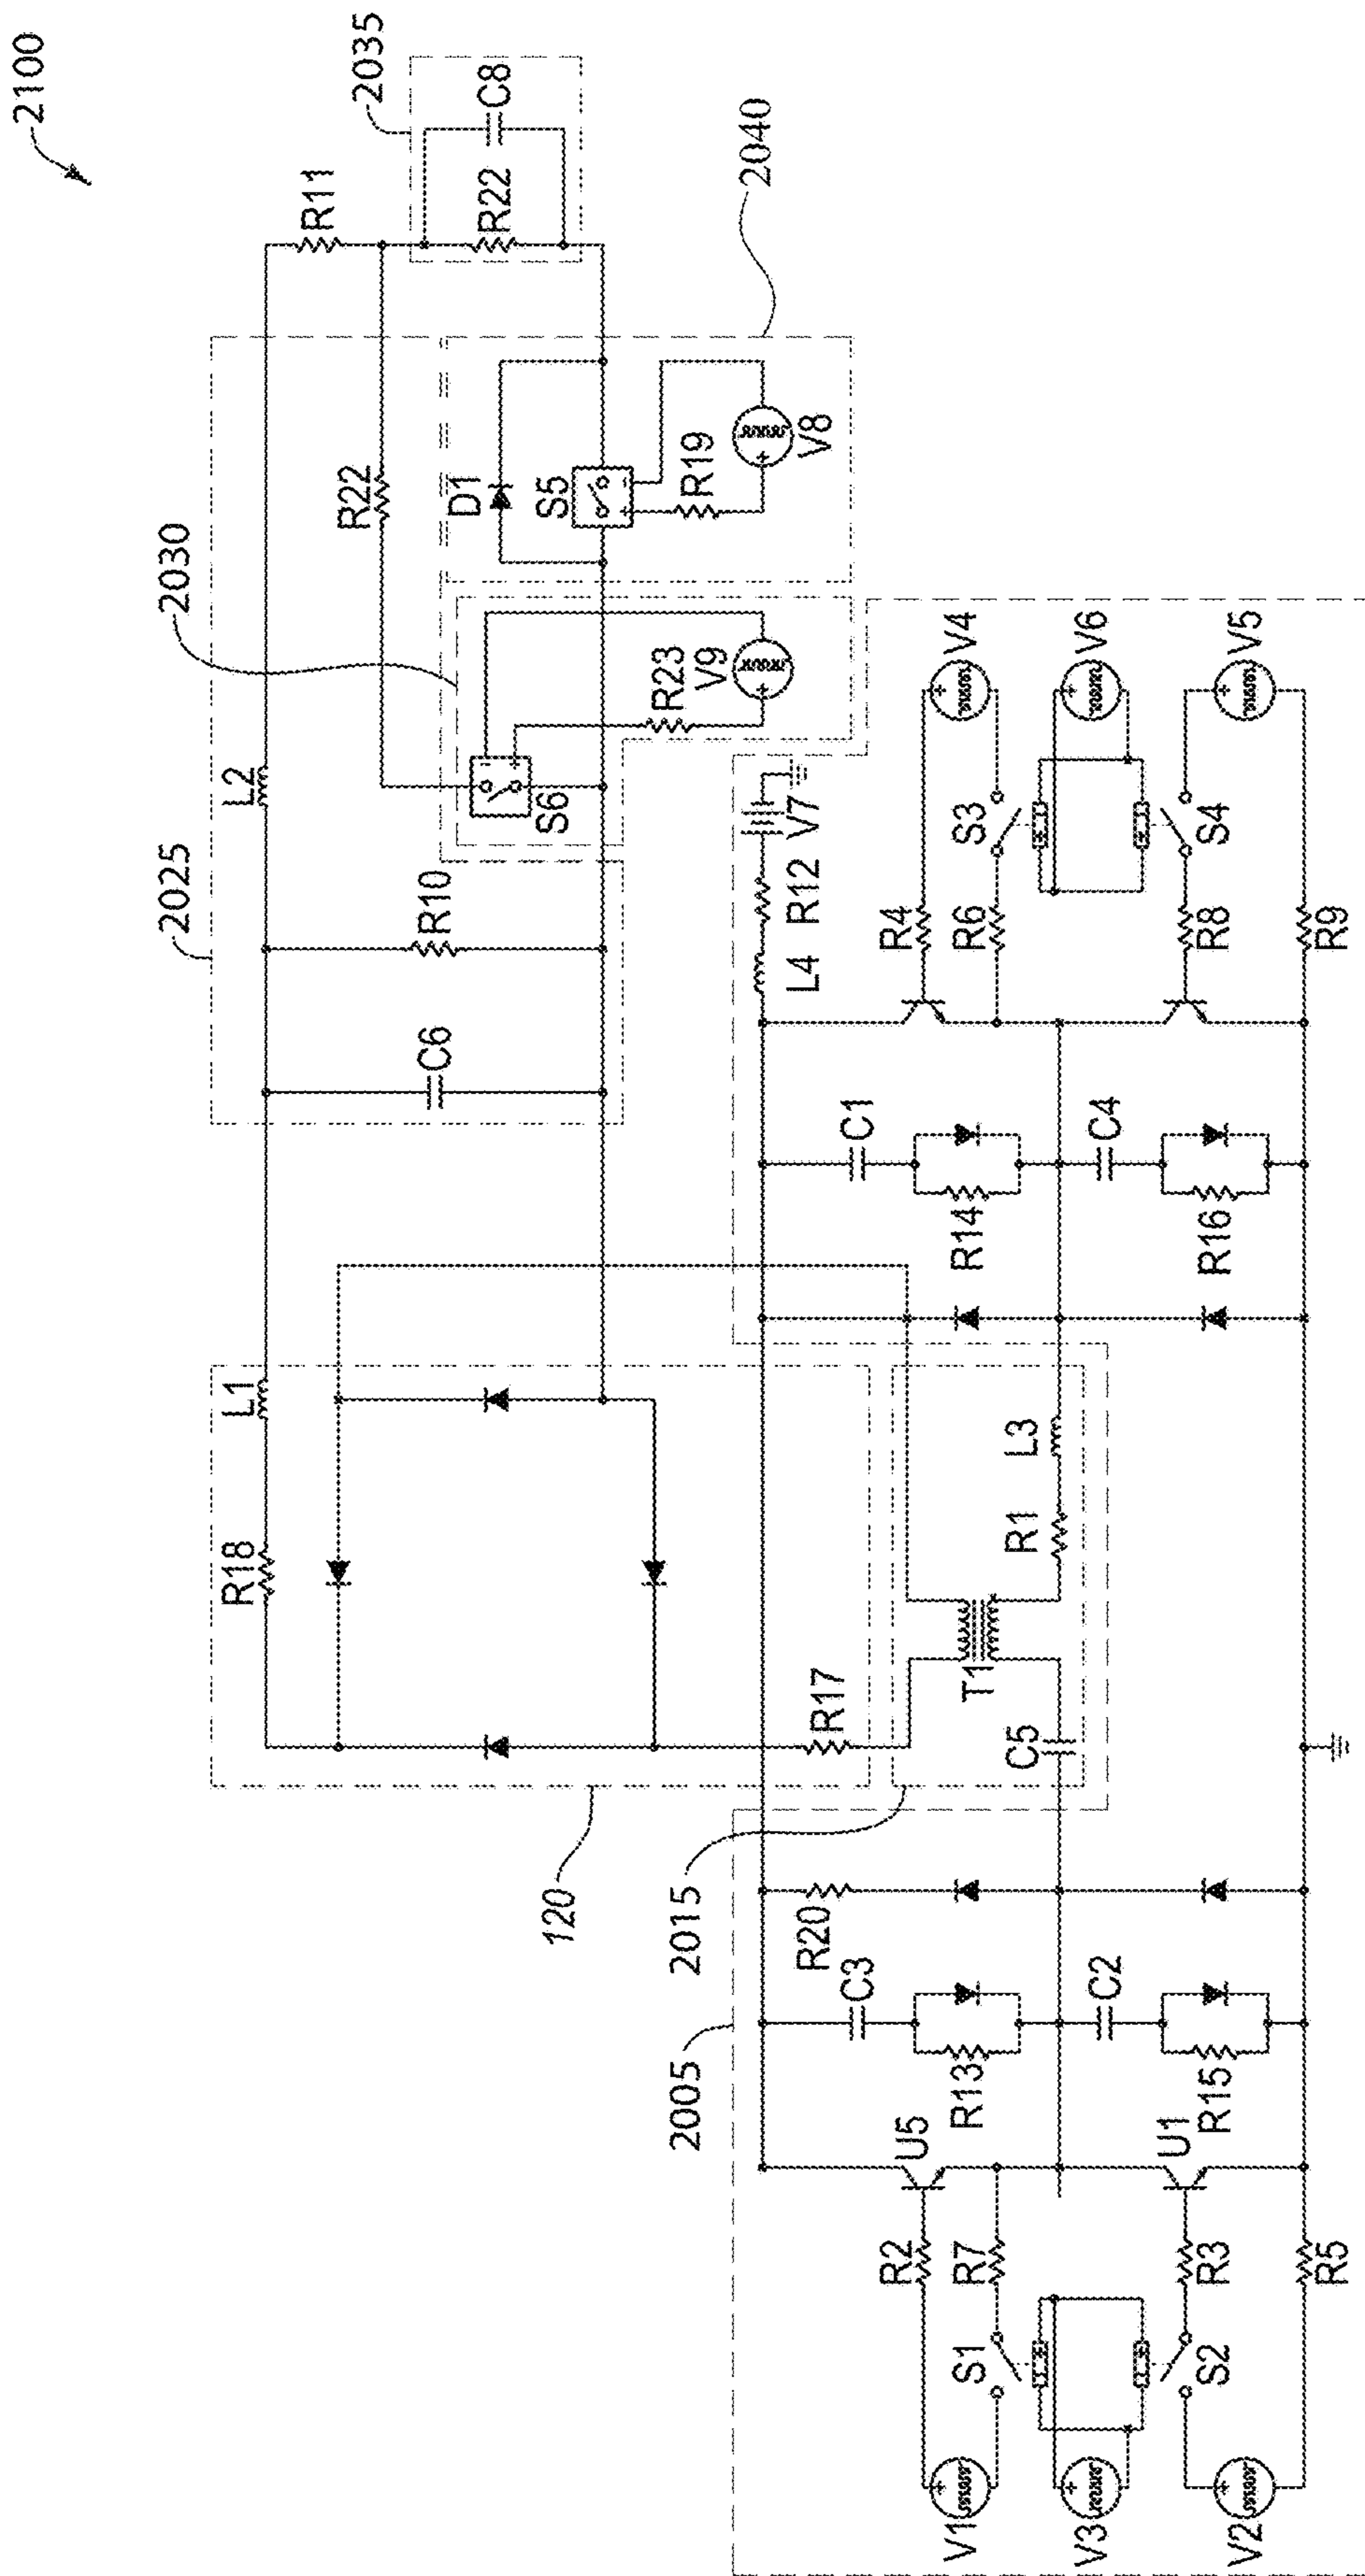 2100
2035
C8
R11
R22
2040
2025
2030
L2
R22
D1
S5
R19
V8
S6
R23
V9
R10
C6
L1
R18
R17
120
2015
T1
R1
L3
C5
2005
L4
R12
V7
R20
C3
R13
C2
R15
C1
R14
C4
R16
R4
R6
R8
R9
S3
S4
V4
V6
V5
U5
U1
R2
R7
R3
R5
S1
S2
V1
V3
V2